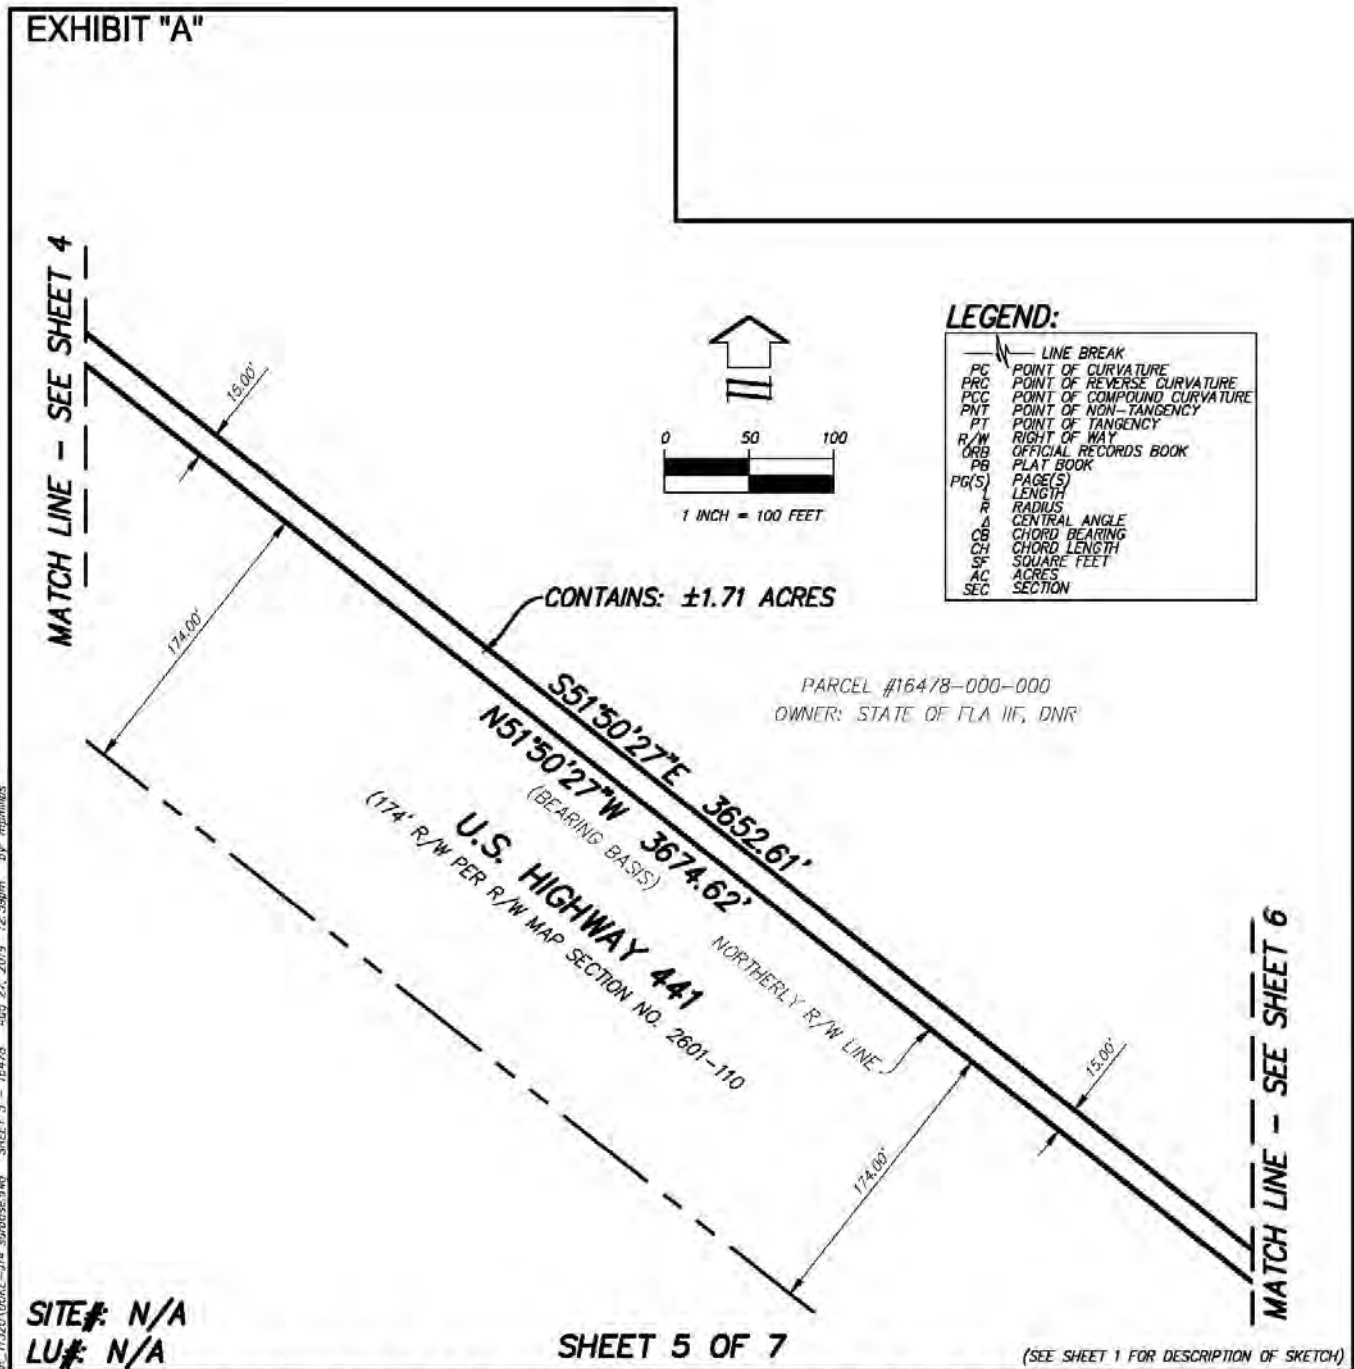 EXHIBIT "A"
MATCH LINE - SEE SHEET 4
15.00'
174.00'
0 50 100
1 INCH = 100 FEET
LEGEND:
LINE BREAK
PC POINT OF CURVATURE
PRC POINT OF REVERSE CURVATURE
PCC POINT OF COMPOUND CURVATURE
PNT POINT OF NON-TANGENCY
PT POINT OF TANGENCY
R/W RIGHT OF WAY
ORB OFFICIAL RECORDS BOOK
PB PLAT BOOK
PG(S) PAGE(S)
L LENGTH
R RADIUS
Δ CENTRAL ANGLE
CB CHORD BEARING
CH CHORD LENGTH
SF SQUARE FEET
AC ACRES
SEC SECTION
CONTAINS: ±1.71 ACRES
PARCEL #16478-000-000
OWNER: STATE OF FLA IIF, DNR
S51°50'27"E 3652.61'
N51°50'27"W 3674.62'
(BEARING BASIS)
U.S. HIGHWAY 441
(174' R/W PER R/W MAP SECTION NO. 2601-110
NORTHERLY R/W LINE
15.00'
174.00'
MATCH LINE - SEE SHEET 6
SITE#: N/A
LU#: N/A
SHEET 5 OF 7
(SEE SHEET 1 FOR DESCRIPTION OF SKETCH)